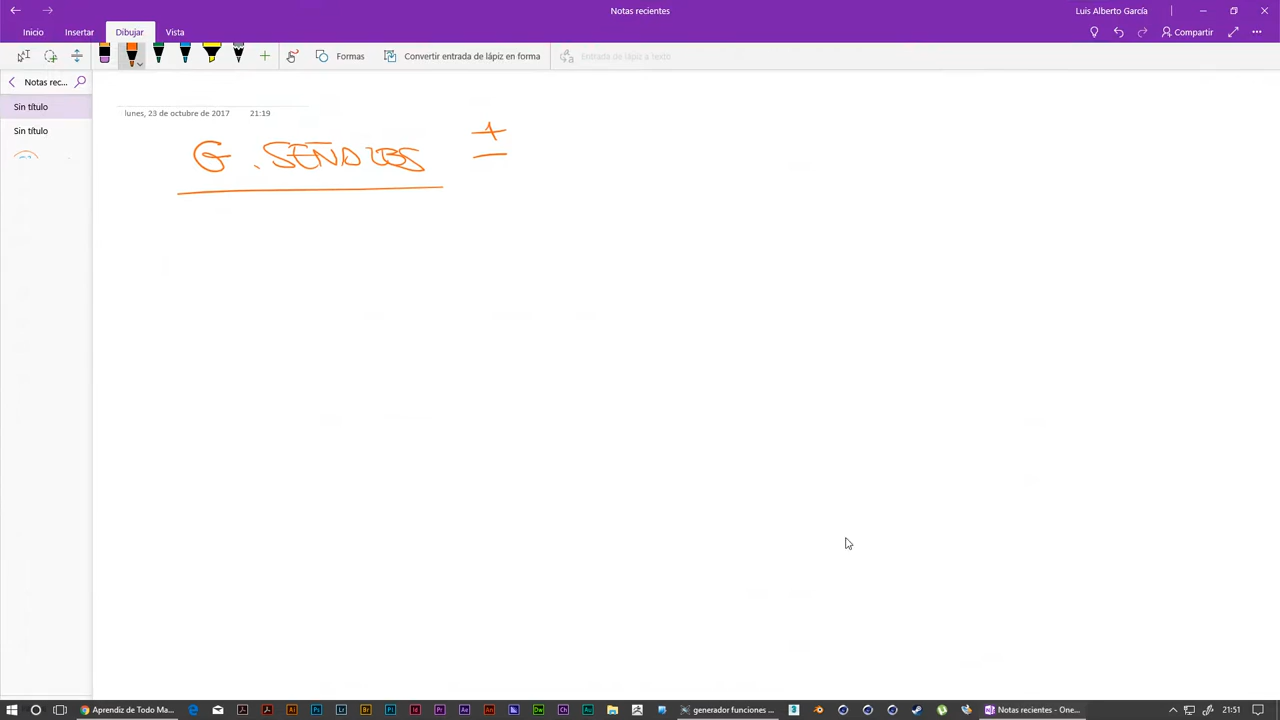 Notas recientes
Luis Alberto García
Inicio Insertar Dibujar Vista
Compartir
Formas Convertir entrada de lápiz en forma Entrada de lápiz a texto
Notas rec...
Sin título
Sin título
lunes, 23 de octubre de 2017 21:19
G. SEÑALES ±
Aprendiz de Todo Ma...
generador funciones ...
Notas recientes - One...
21:51